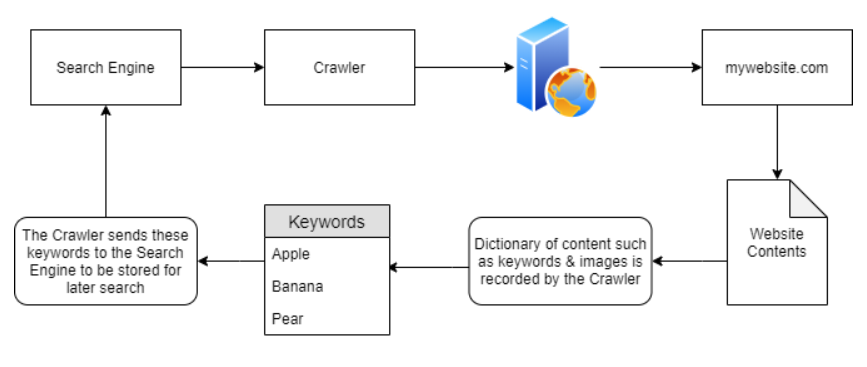 Search Engine
Crawler
mywebsite.com
Website
Contents
Dictionary of content such
as keywords & images is
recorded by the Crawler
Keywords
Apple
Banana
Pear
The Crawler sends these
keywords to the Search
Engine to be stored for
later search